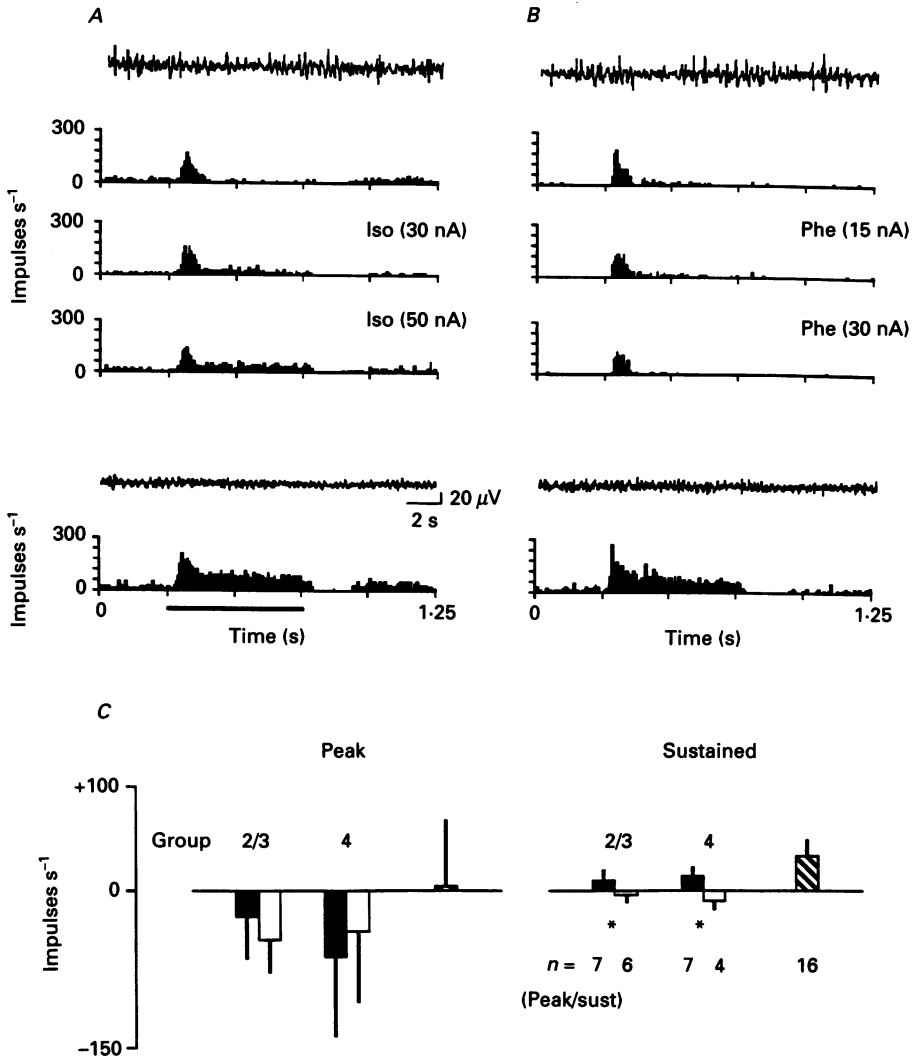 A
B
300
0
300
Iso (30 nA)
Phe (15 nA)
0
Impulses s⁻¹
300
Iso (50 nA)
Phe (30 nA)
0
20 µV
2 s
300
Impulses s⁻¹
0
0
1·25
0
1·25
Time (s)
Time (s)
C
Peak
Sustained
+100
Group
2/3
4
2/3
4
0
Impulses s⁻¹
*
*
n = 7 6 7 4 16
(Peak/sust)
−150